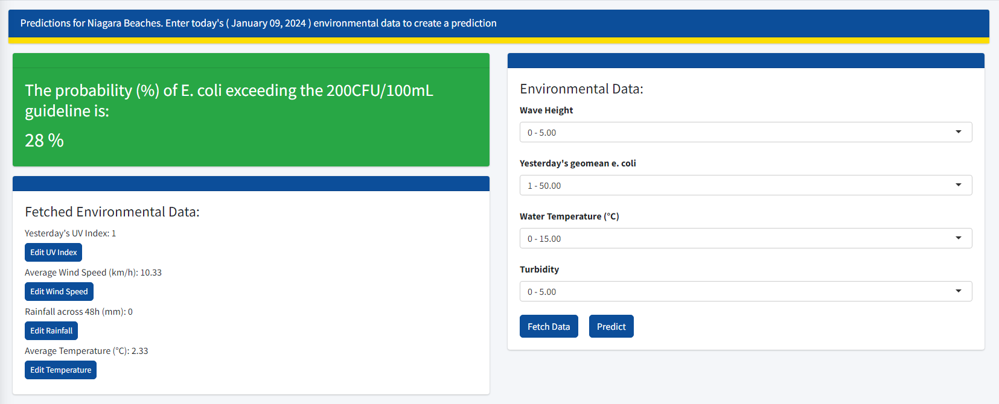 Predictions for Niagara Beaches. Enter today's ( January 09, 2024 ) environmental data to create a prediction
The probability (%) of E. coli exceeding the 200CFU/100mL
guideline is:
28 %
Fetched Environmental Data:
Yesterday's UV Index: 1
Edit UV Index
Average Wind Speed (km/h): 10.33
Edit Wind Speed
Rainfall across 48h (mm): 0
Edit Rainfall
Average Temperature (°C): 2.33
Edit Temperature
Environmental Data:
Wave Height
0 - 5.00
Yesterday's geomean e. coli
1 - 50.00
Water Temperature (°C)
0 - 15.00
Turbidity
0 - 5.00
Fetch Data
Predict